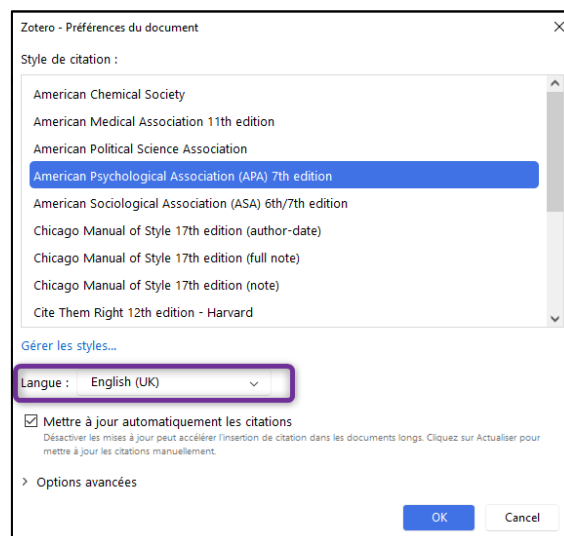 Zotero - Préférences du document
Style de citation :
American Chemical Society
American Medical Association 11th edition
American Political Science Association
American Psychological Association (APA) 7th edition
American Sociological Association (ASA) 6th/7th edition
Chicago Manual of Style 17th edition (author-date)
Chicago Manual of Style 17th edition (full note)
Chicago Manual of Style 17th edition (note)
Cite Them Right 12th edition - Harvard
Gérer les styles...
Langue : English (UK)
Mettre à jour automatiquement les citations
Désactiver les mises à jour peut accélérer l'insertion de citation dans les documents longs. Cliquez sur Actualiser pour
mettre à jour les citations manuellement.
Options avancées
OK Cancel